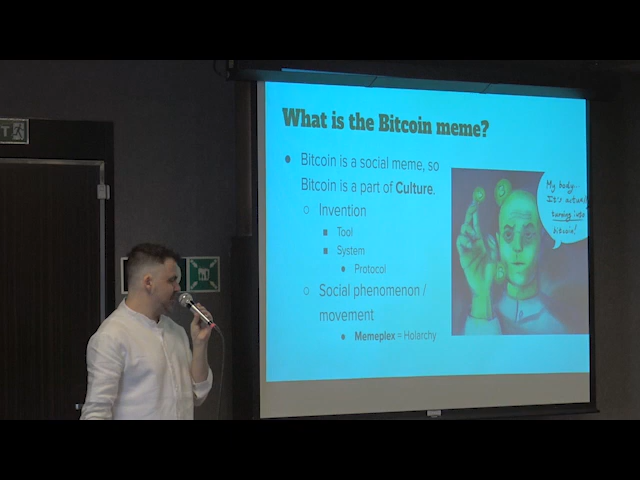 What is the Bitcoin meme?
● Bitcoin is a social meme, so
Bitcoin is a part of Culture.
○ Invention
■ Tool
■ System
● Protocol
○ Social phenomenon /
movement
● Memeplex = Holarchy
My body...
It's
turning into
bitcoin!